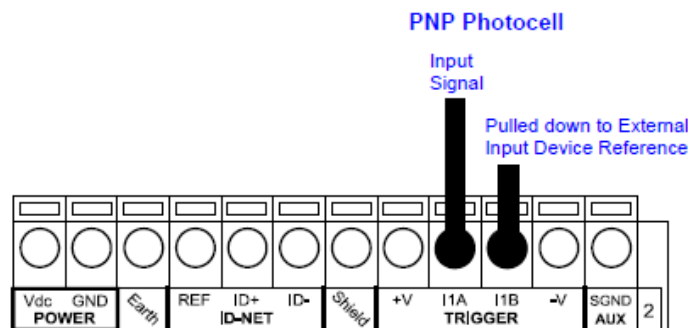 PNP Photocell
Input
Signal
Pulled down to External
Input Device Reference
Vdc GND Earth REF ID+ ID- Shield +V I1A I1B -V SGND 2
POWER ID-NET TRIGGER AUX